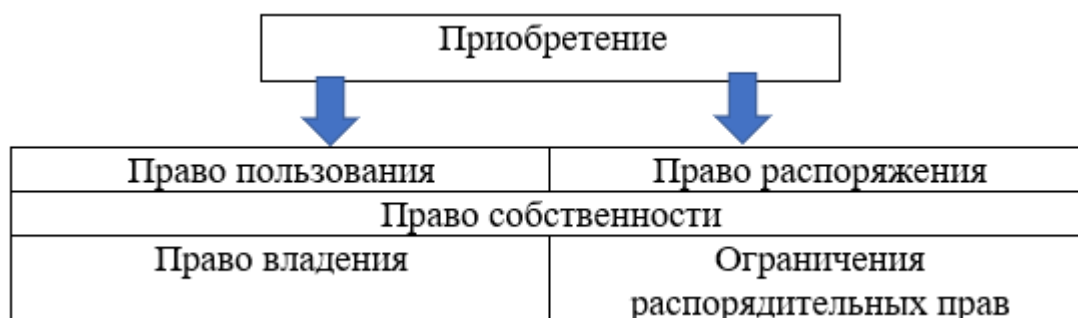 Приобретение
Право пользования
Право распоряжения
Право собственности
Право владения
Ограничения
распорядительных прав